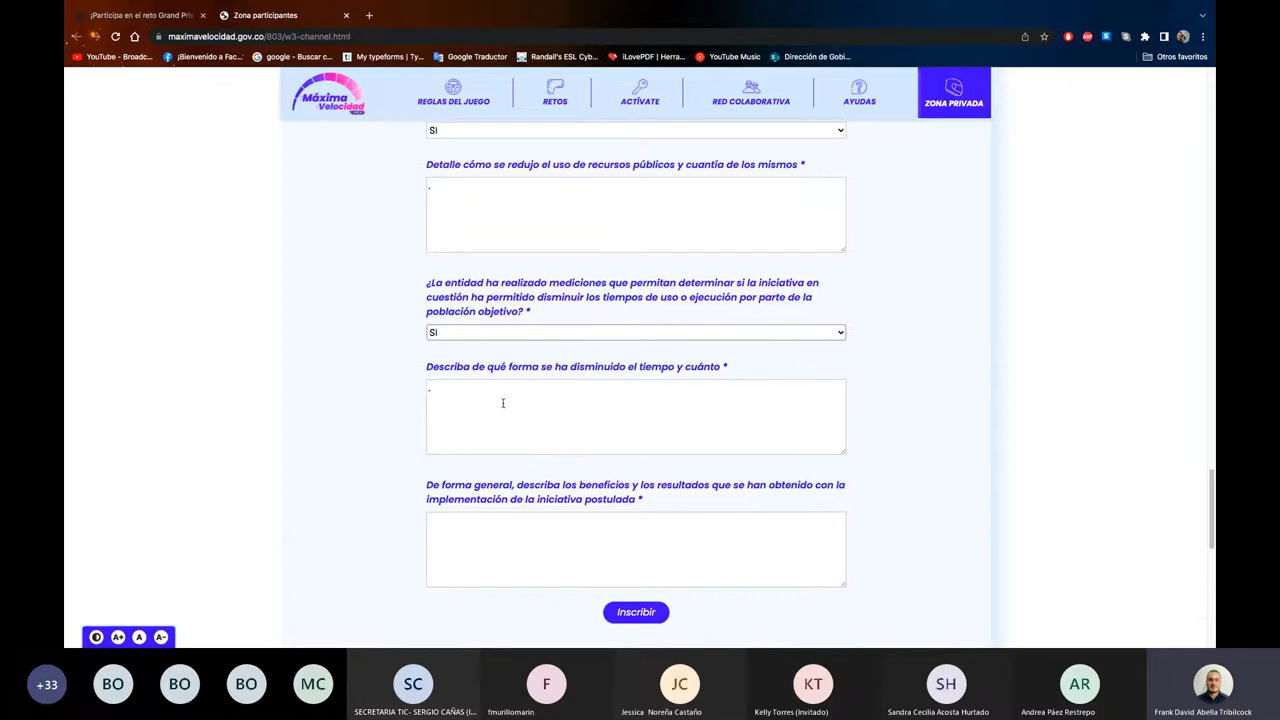 ¡Participa en el reto Grand Pri
Zona participantes
maximavelocidad.gov.co/803/w3-channel.html
YouTube - Broadc...
¡Bienvenido a Fac...
google - Buscar c...
My typeforms | Ty...
Google Traductor
Randall's ESL Cyb...
iLovePDF | Herra...
YouTube Music
Dirección de Gobi...
Otros favoritos
Máxima
Velocidad
REGLAS DEL JUEGO
RETOS
ACTÍVATE
RED COLABORATIVA
AYUDAS
ZONA PRIVADA
SI
Detalle cómo se redujo el uso de recursos públicos y cuantía de los mismos *
.
¿La entidad ha realizado mediciones que permitan determinar si la iniciativa en
cuestión ha permitido disminuir los tiempos de uso o ejecución por parte de la
población objetivo? *
SI
Describa de qué forma se ha disminuido el tiempo y cuánto *
.
De forma general, describa los beneficios y los resultados que se han obtenido con la
implementación de la iniciativa postulada *
Inscribir
A+ A A-
+33
BO
BO
BO
MC
SC
SECRETARIA TIC- SERGIO CAÑAS (I...
F
fmurillomarin
JC
Jessica Noreña Castaño
KT
Kelly Torres (Invitado)
SH
Sandra Cecilia Acosta Hurtado
AR
Andrea Páez Restrepo
Frank David Abella Tribilcock